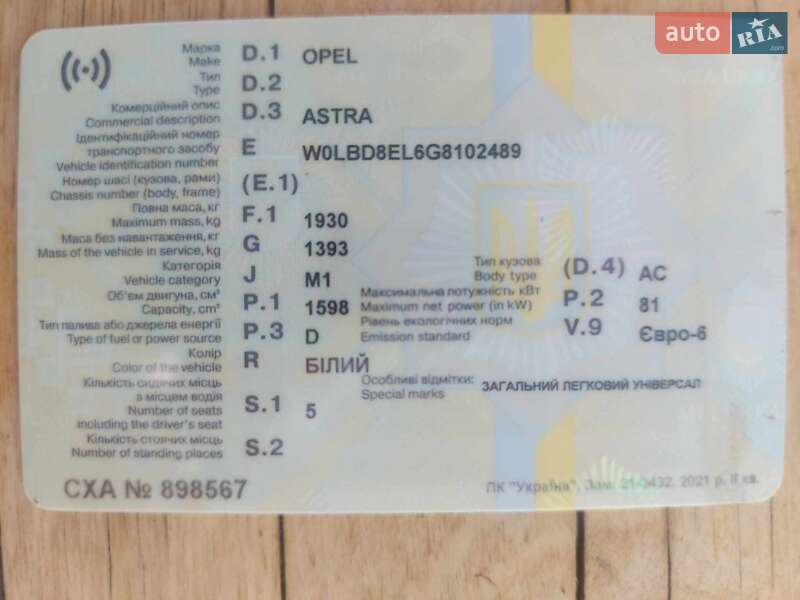 auto RIA.com
Марка
Make D.1 OPEL
Тип
Type D.2
Комерційний опис
Commercial description D.3 ASTRA
Ідентифікаційний номер
транспортного засобу E W0LBD8EL6G8102489
Vehicle identification number
Номер шасі (кузова, рами)
Chassis number (body, frame) (E.1)
Повна маса, кг
Maximum mass, kg F.1 1930
Маса без навантаження, кг
Mass of the vehicle in service, kg G 1393
Категорія
Vehicle category J M1
Тип кузова
Body type (D.4) AC
Об'єм двигуна, см³
Capacity, cm³ P.1 1598
Максимальна потужність кВт
Maximum net power (in kW) P.2 81
Тип палива або джерела енергії
Type of fuel or power source P.3 D
Рівень екологічних норм
Emission standard V.9 Євро-6
Колір
Color of the vehicle R БІЛИЙ
Особливі відмітки: ЗАГАЛЬНИЙ ЛЕГКОВИЙ УНІВЕРСАЛ
Special marks
Кількість сидячих місць
з місцем водія
Number of seats S.1 5
including the driver's seat
Кількість стоячих місць
Number of standing places S.2
СХА № 898567
ПК "Україна". Зам. 21-0432. 2021 р. II кв.